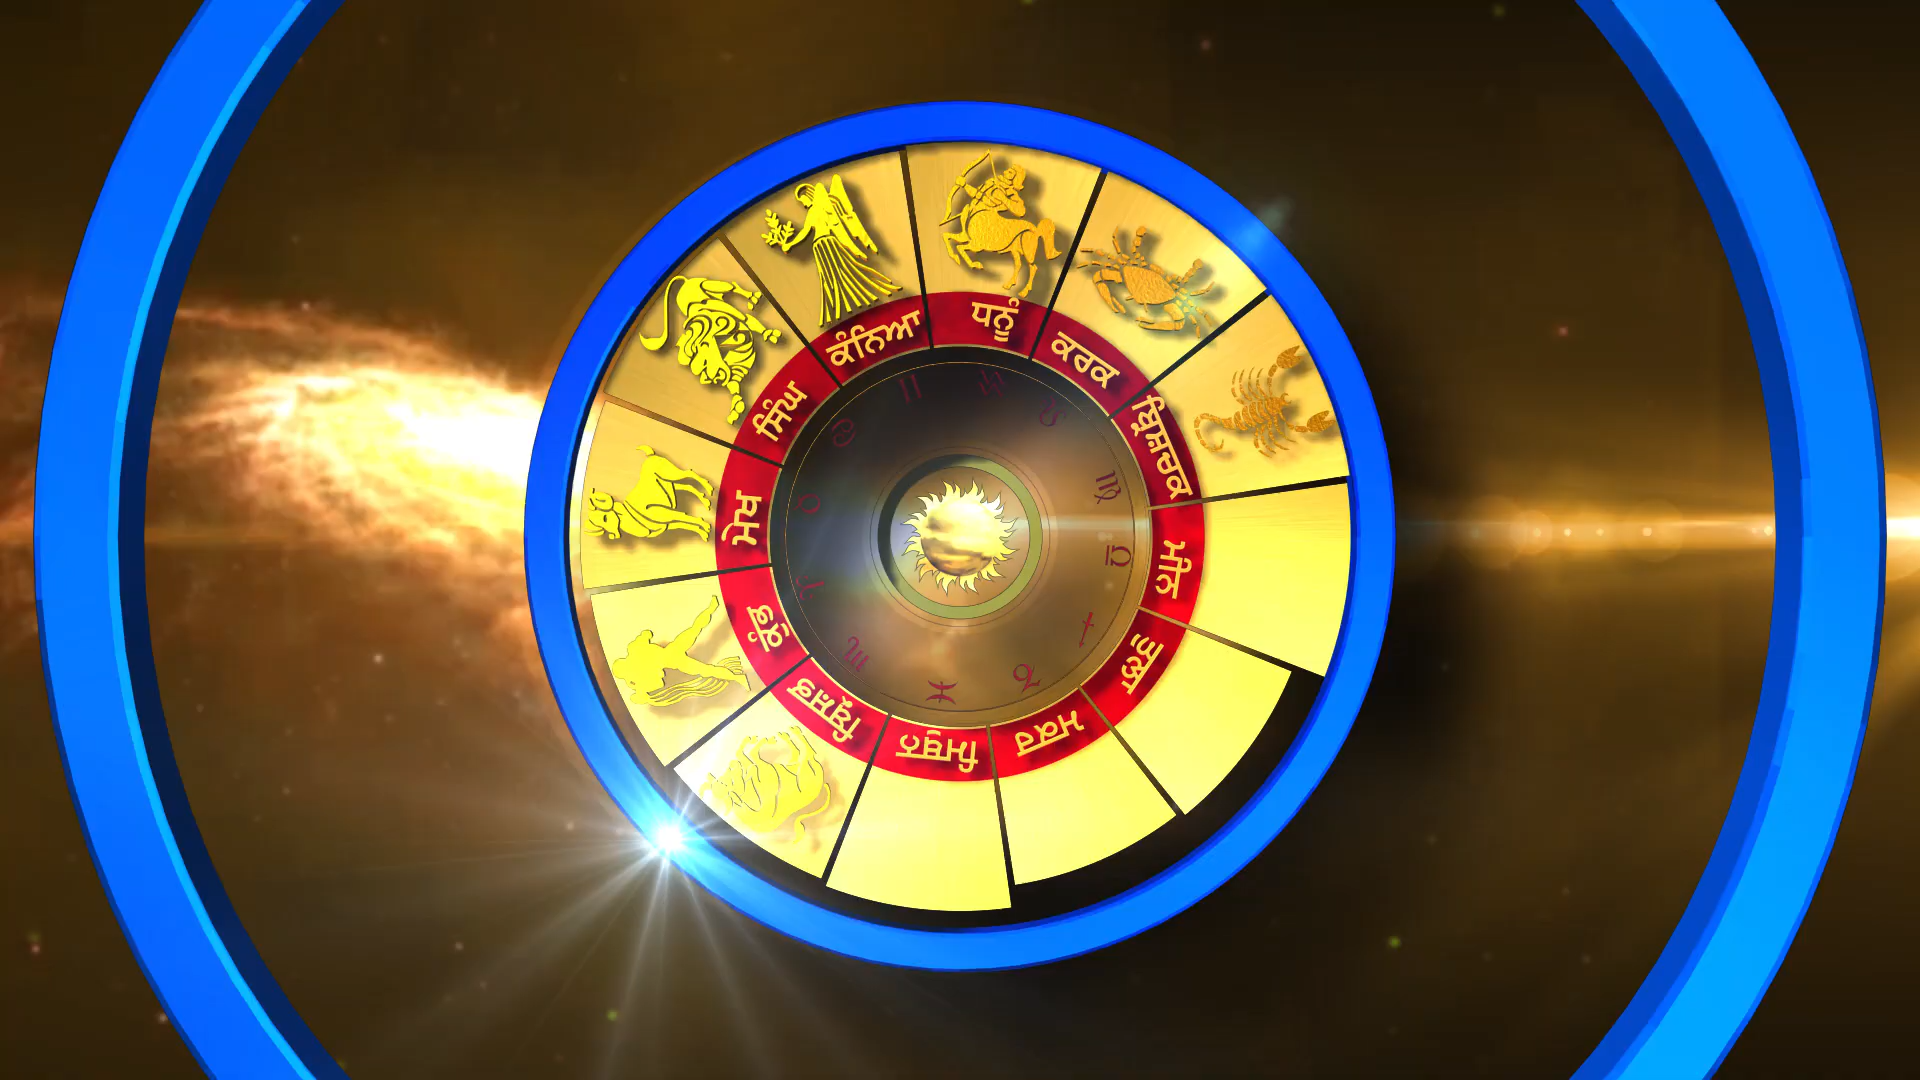 ਧਨੂੰ
ਕਰਕ
ਬ੍ਰਿਸ਼ਚਕ
ਮੀਨ
ਤੁਲਾ
ਮਕਰ
ਮਿਥੁਨ
ਬ੍ਰਿਸ਼ਭ
ਕੁੰਭ
ਮੇਖ
ਸਿੰਘ
ਕੰਨਿਆ